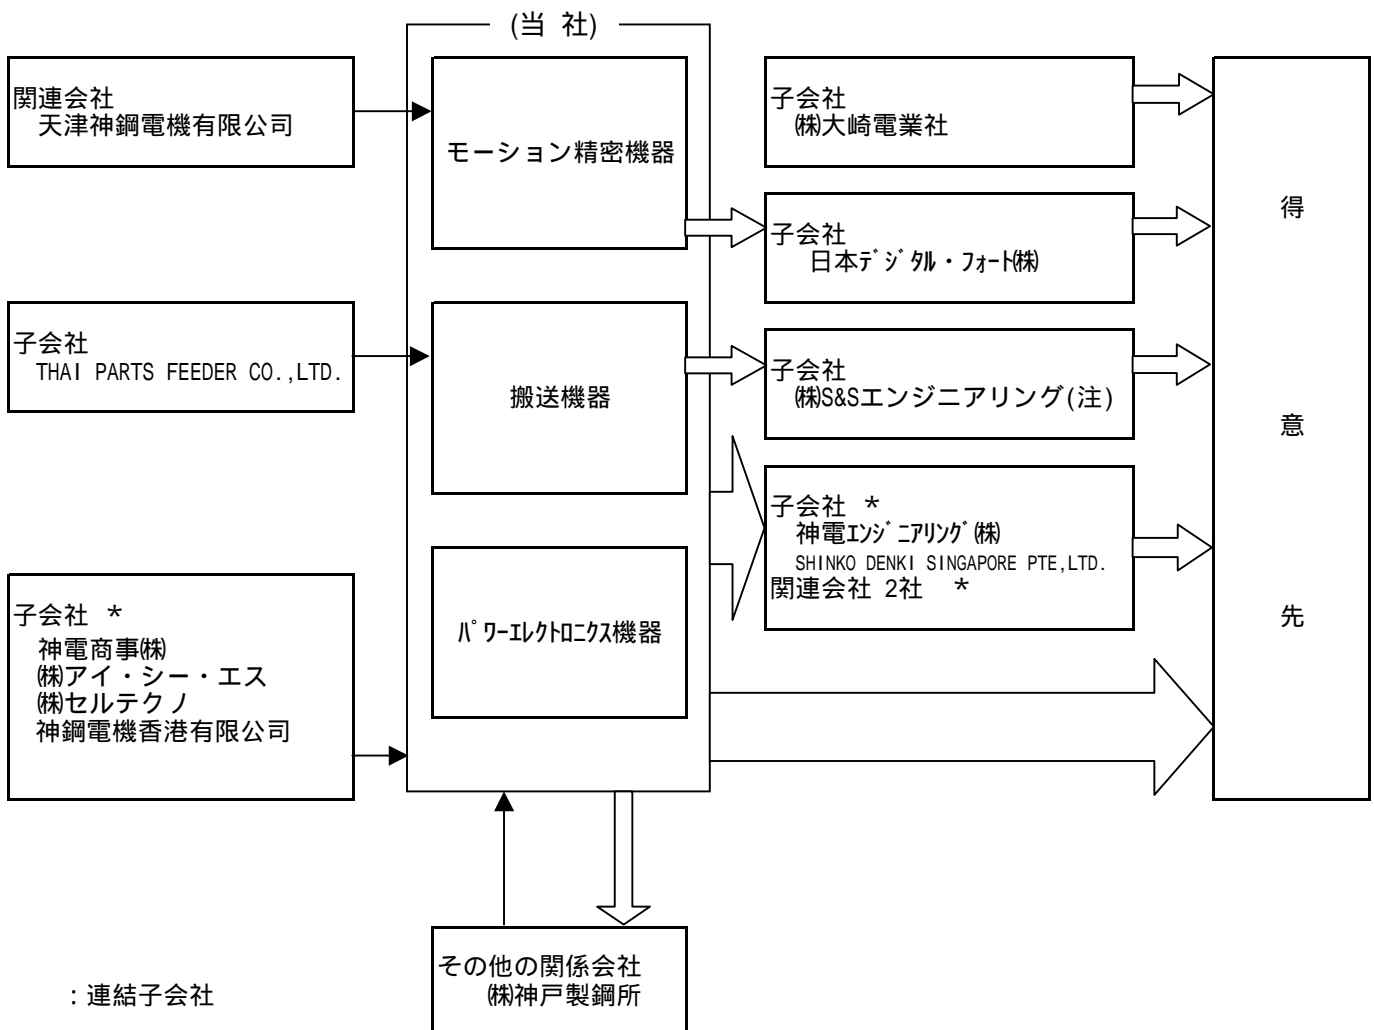 (当 社)
関連会社
天津神鋼電機有限公司
モーション精密機器
子会社
㈱大崎電業社
子会社
日本ﾃﾞｼﾞﾀﾙ・ﾌｫｰﾄ㈱
子会社
THAI PARTS FEEDER CO.,LTD.
搬送機器
子会社
㈱S&Sエンジニアリング(注)
子会社 *
神電ｴﾝｼﾞﾆｱﾘﾝｸﾞ㈱
SHINKO DENKI SINGAPORE PTE,LTD.
関連会社 2社 *
子会社 *
神電商事㈱
㈱アイ・シー・エス
㈱セルテクノ
神鋼電機香港有限公司
ﾊﾟﾜｰｴﾚｸﾄﾛﾆｸｽ機器
得
意
先
その他の関係会社
㈱神戸製鋼所
:連結子会社